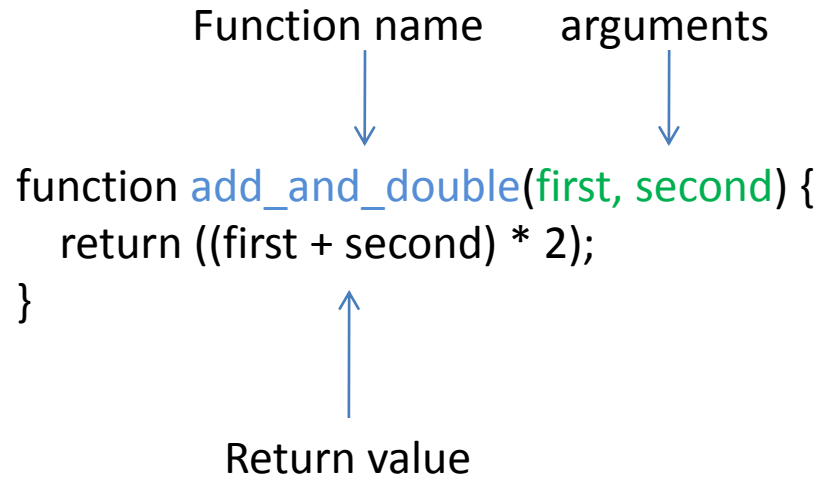 Function name arguments
function add_and_double(first, second) {
return ((first + second) * 2);
}
Return value